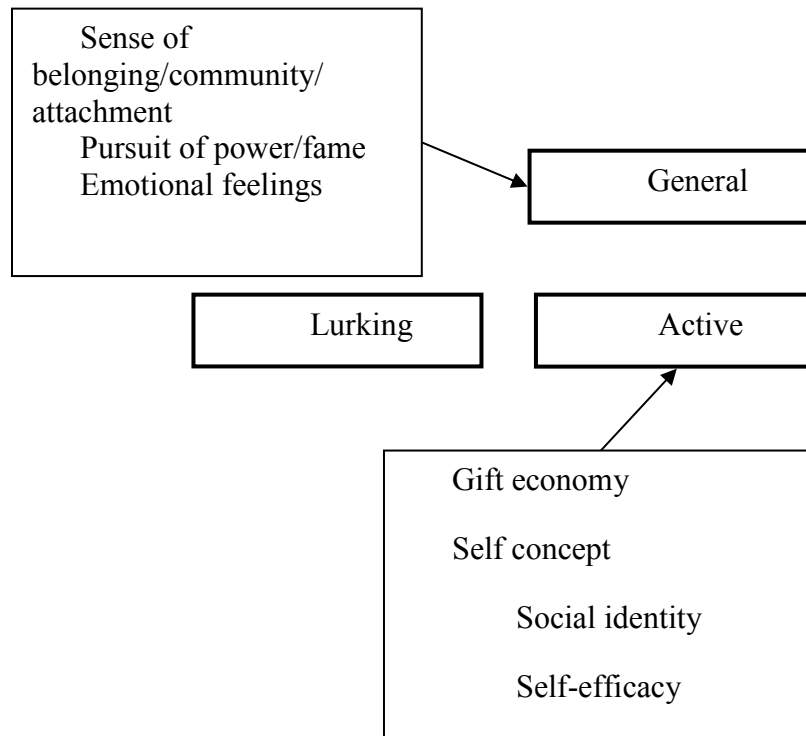 Sense of
belonging/community/
attachment
Pursuit of power/fame
Emotional feelings
General
Lurking
Active
Gift economy
Self concept
Social identity
Self-efficacy